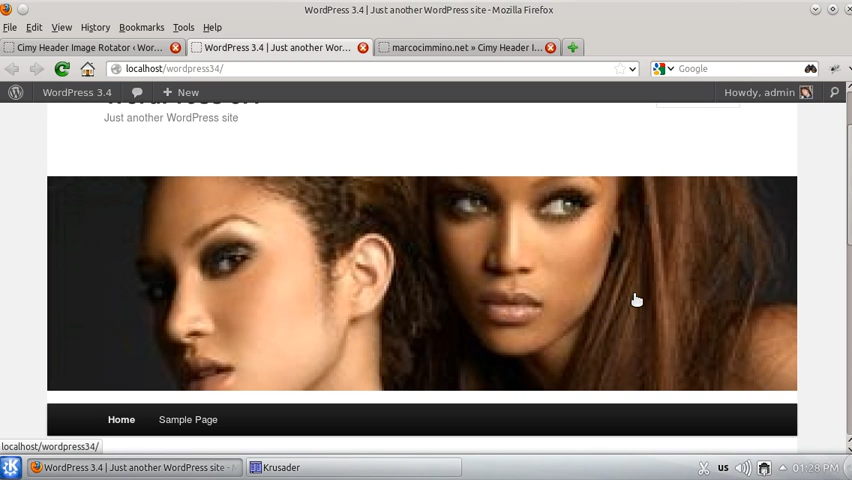 WordPress 3.4 | Just another WordPress site - Mozilla Firefox
File Edit View History Bookmarks Tools Help
Cimy Header Image Rotator ‹ Wor... WordPress 3.4 | Just another Wor... marcocimmino.net » Cimy Header I...
localhost/wordpress34/ Google
WordPress 3.4 New Howdy, admin
Just another WordPress site
Home Sample Page
localhost/wordpress34/
WordPress 3.4 | Just another WordPress site - Krusader us 01:28 PM